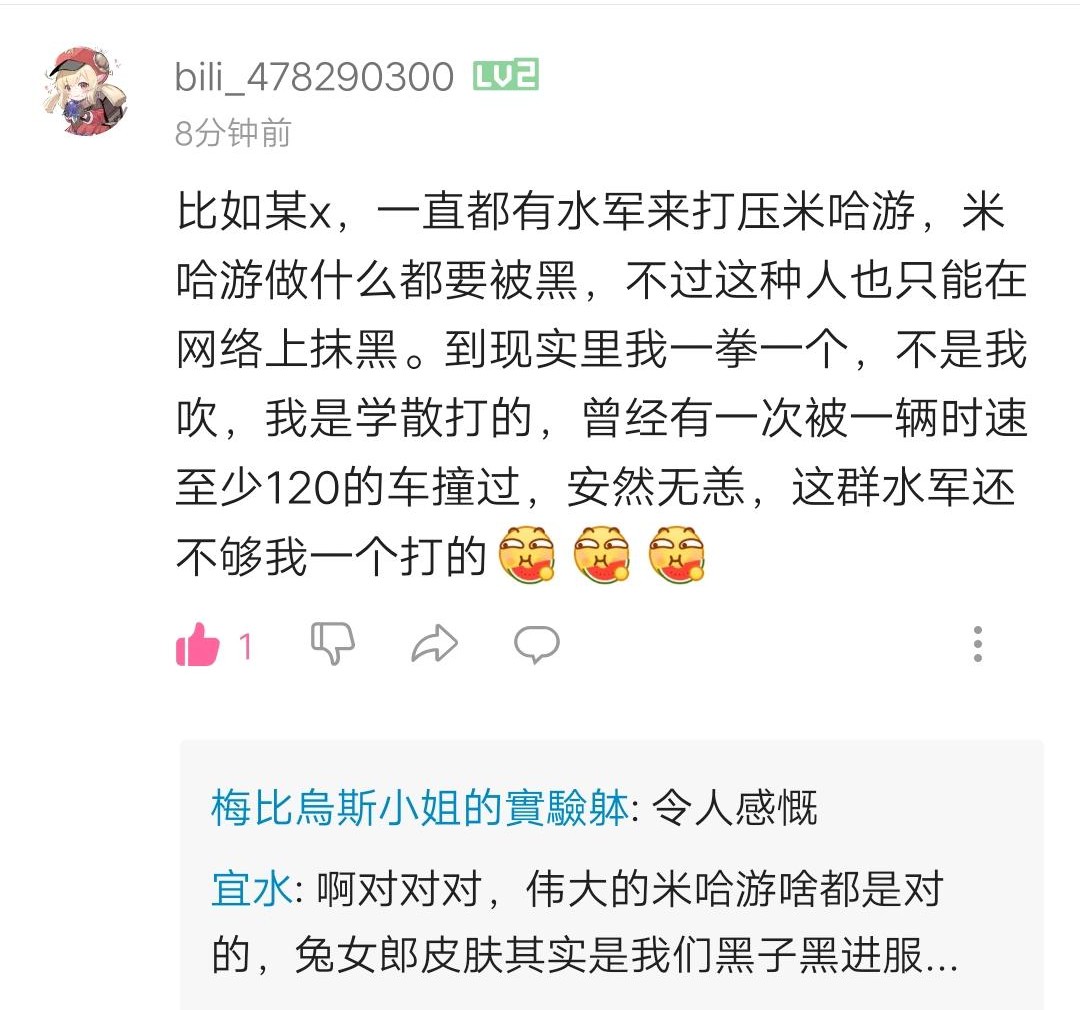 bili_478290300 LV2
8分钟前
比如某x，一直都有水军来打压米哈游，米
哈游做什么都要被黑，不过这种人也只能在
网络上抹黑。到现实里我一拳一个，不是我
吹，我是学散打的，曾经有一次被一辆时速
至少120的车撞过，安然无恙，这群水军还
不够我一个打的
1
梅比烏斯小姐的實驗躰: 令人感慨
宜水: 啊对对对，伟大的米哈游啥都是对
的，兔女郎皮肤其实是我们黑子黑进服...